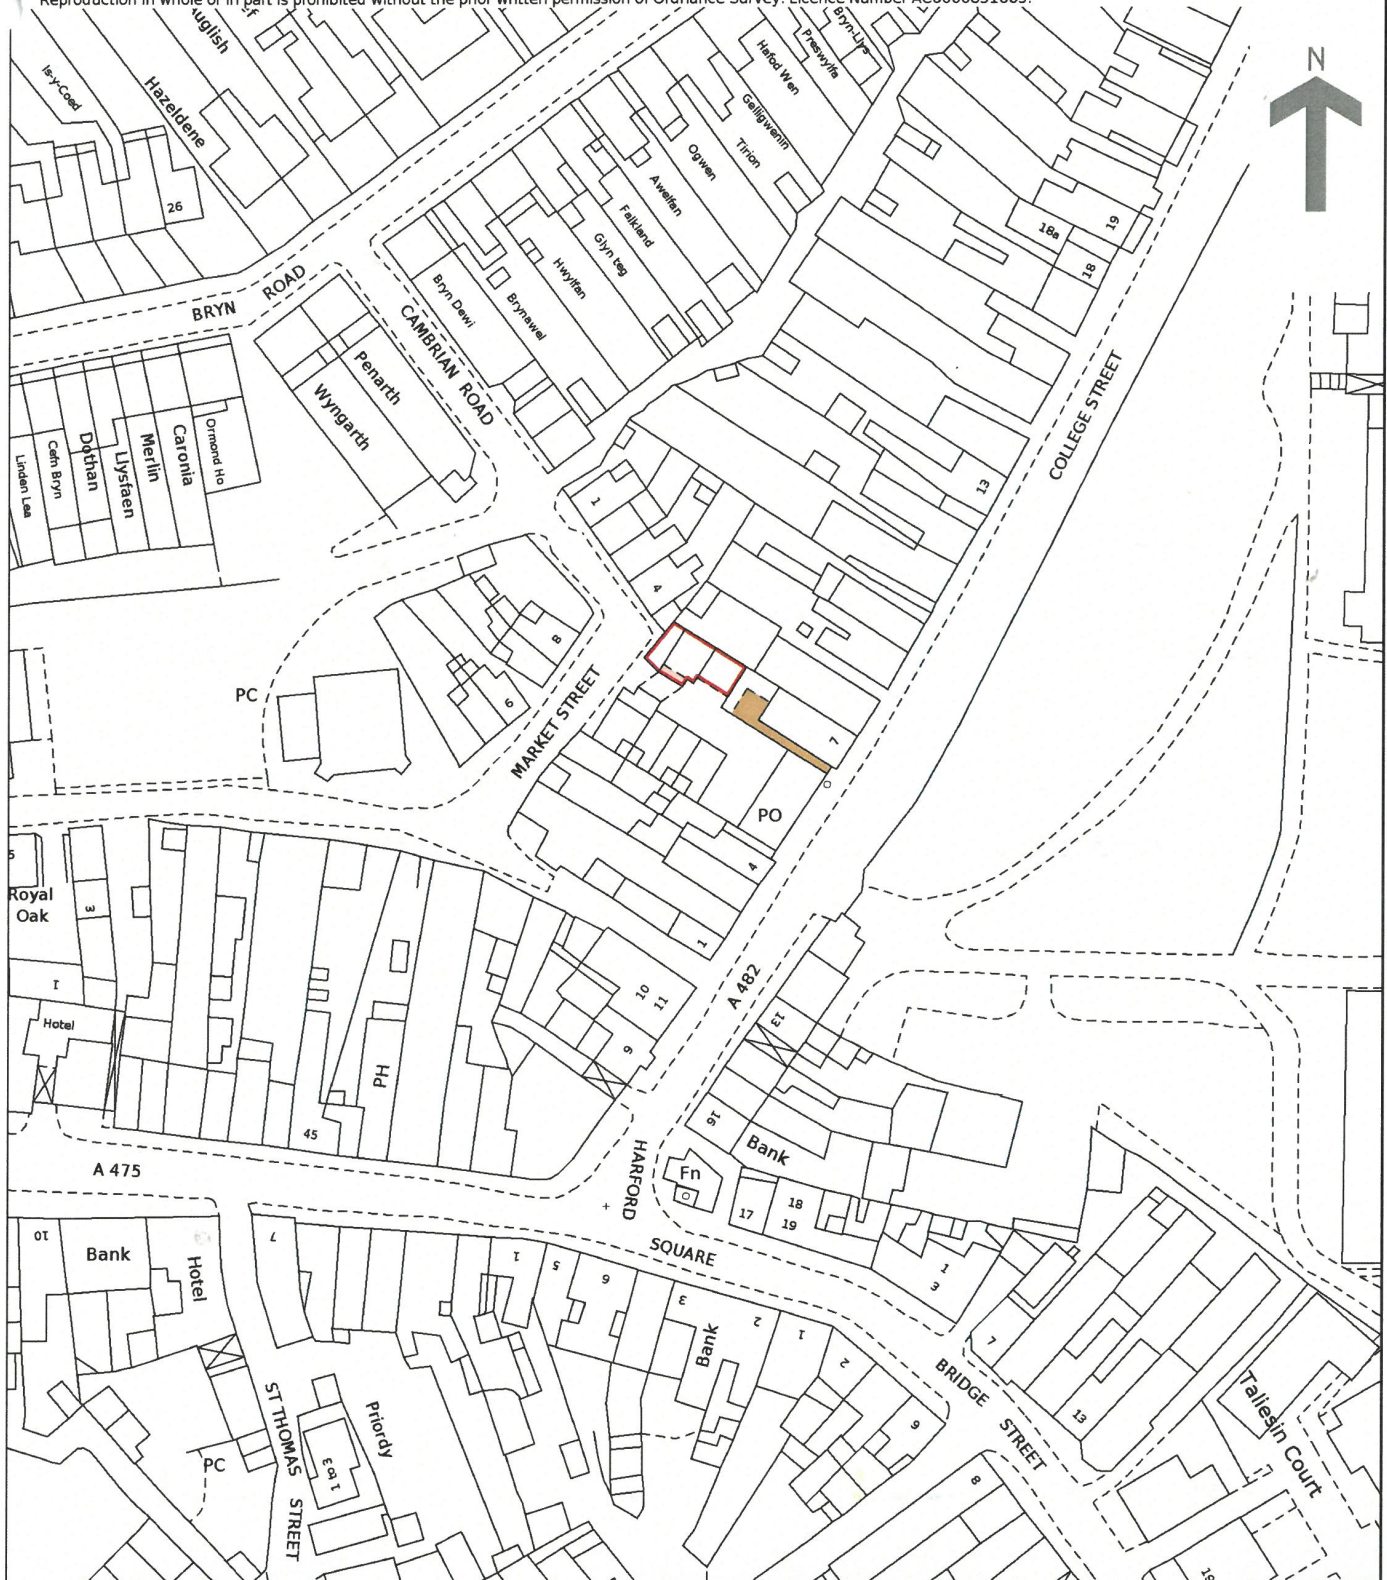 Reproduction in whole or in part is prohibited without the prior written permission of Ordnance Survey. Licence Number
N
Is-y-Coed
Hazeldene
26
BRYN ROAD
Hafod Wen
Preswylfa
Bryn-Llys
Gelligwenin
Tirion
Ogwen
Awelfan
Falkland
Glyn teg
Hwylfan
Brynawel
Bryn Dewi
CAMBRIAN ROAD
Penarth
Wyngarth
Linden Lea
Cefn Bryn
Dothan
Llysfaen
Merlin
Caronia
Ormond Ho
18a
19
18
COLLEGE STREET
13
1
4
8
6
PC
MARKET STREET
7
PO
4
1
Royal
Oak
3
1
Hotel
10
11
9
A 482
13
16
PH
45
A 475
HARFORD
SQUARE
Fn
Bank
17
18
19
1
3
10
Bank
Hotel
7
1
5
6
3
2
1
2
Bank
9
7
13
BRIDGE STREET
8
Taliesin Court
ST THOMAS STREET
Priordy
1 to 3
PC